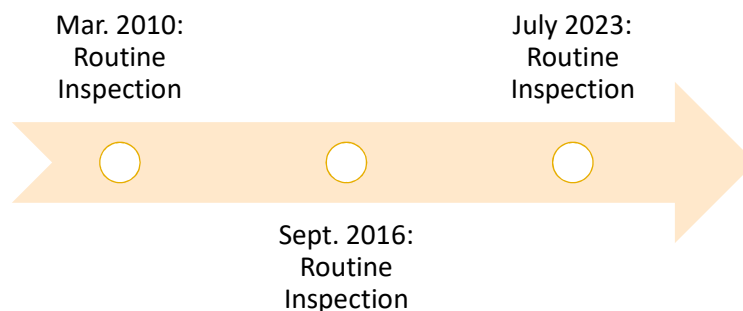 Mar. 2010:
Routine
Inspection
Sept. 2016:
Routine
Inspection
July 2023:
Routine
Inspection